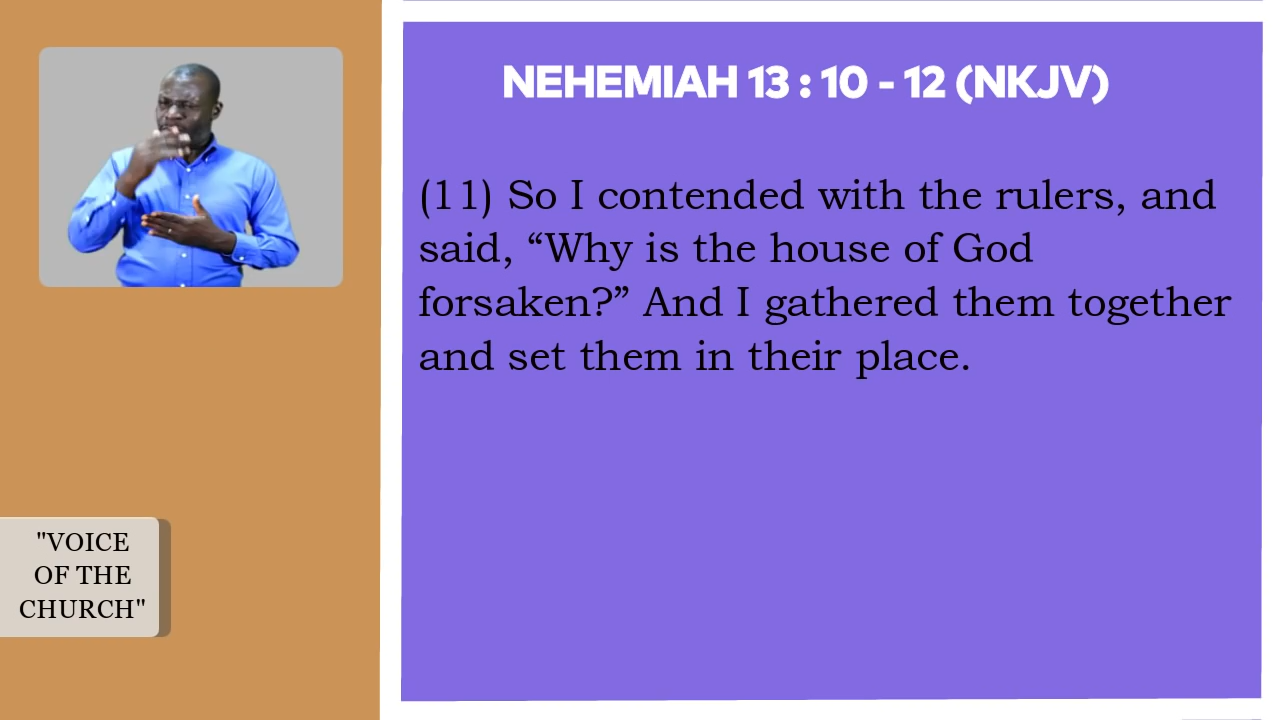 NEHEMIAH 13 : 10 - 12 (NKJV)
(11) So I contended with the rulers, and
said, “Why is the house of God
forsaken?” And I gathered them together
and set them in their place.
"VOICE
OF THE
CHURCH"